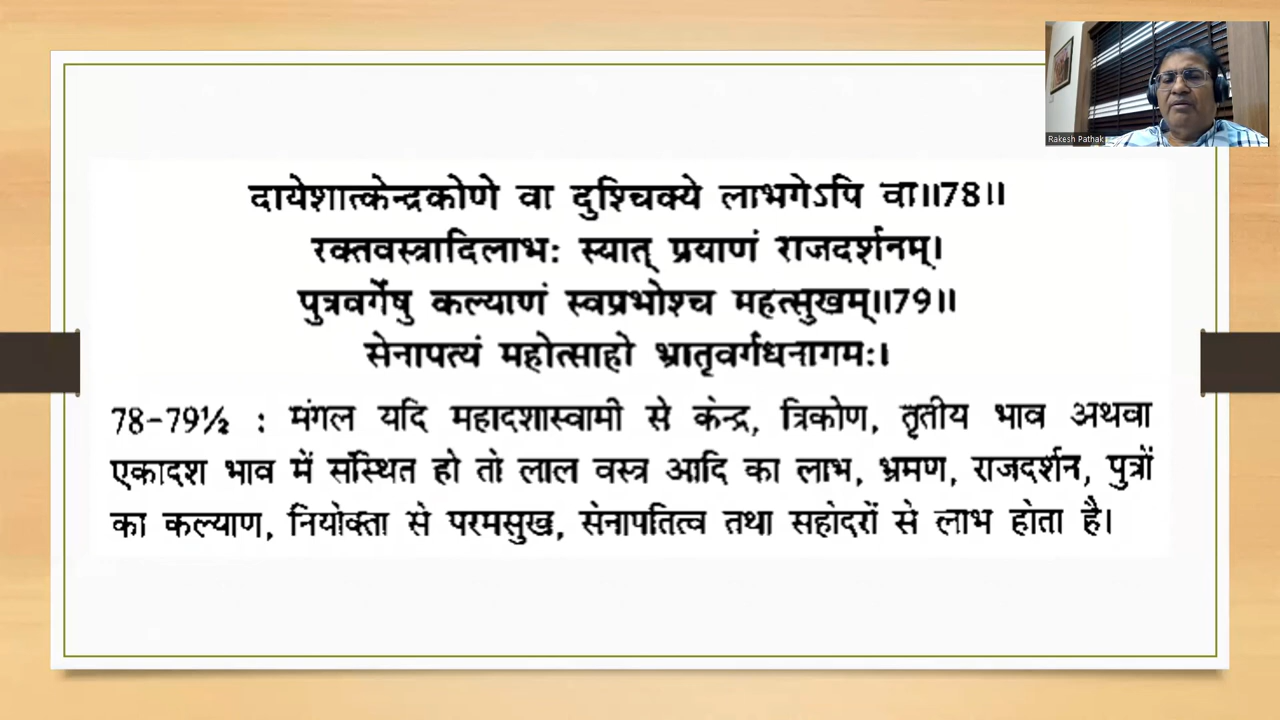 Rakesh Pathak
दायेशात्केन्द्रकोणे वा दुश्चिक्ये लाभगेऽपि वा॥78॥
रक्तवस्त्रादिलाभः स्यात् प्रयाणं राजदर्शनम्।
पुत्रवर्गेषु कल्याणं स्वप्रभोश्च महत्सुखम्॥79॥
सेनापत्यं महोत्साहो भ्रातृवर्गधनागमः।
78-79½ : मंगल यदि महादशास्वामी से केन्द्र, त्रिकोण, तृतीय भाव अथवा
एकादश भाव में संस्थित हो तो लाल वस्त्र आदि का लाभ, भ्रमण, राजदर्शन, पुत्रों
का कल्याण, नियोक्ता से परमसुख, सेनापतित्व तथा सहोदरों से लाभ होता है।